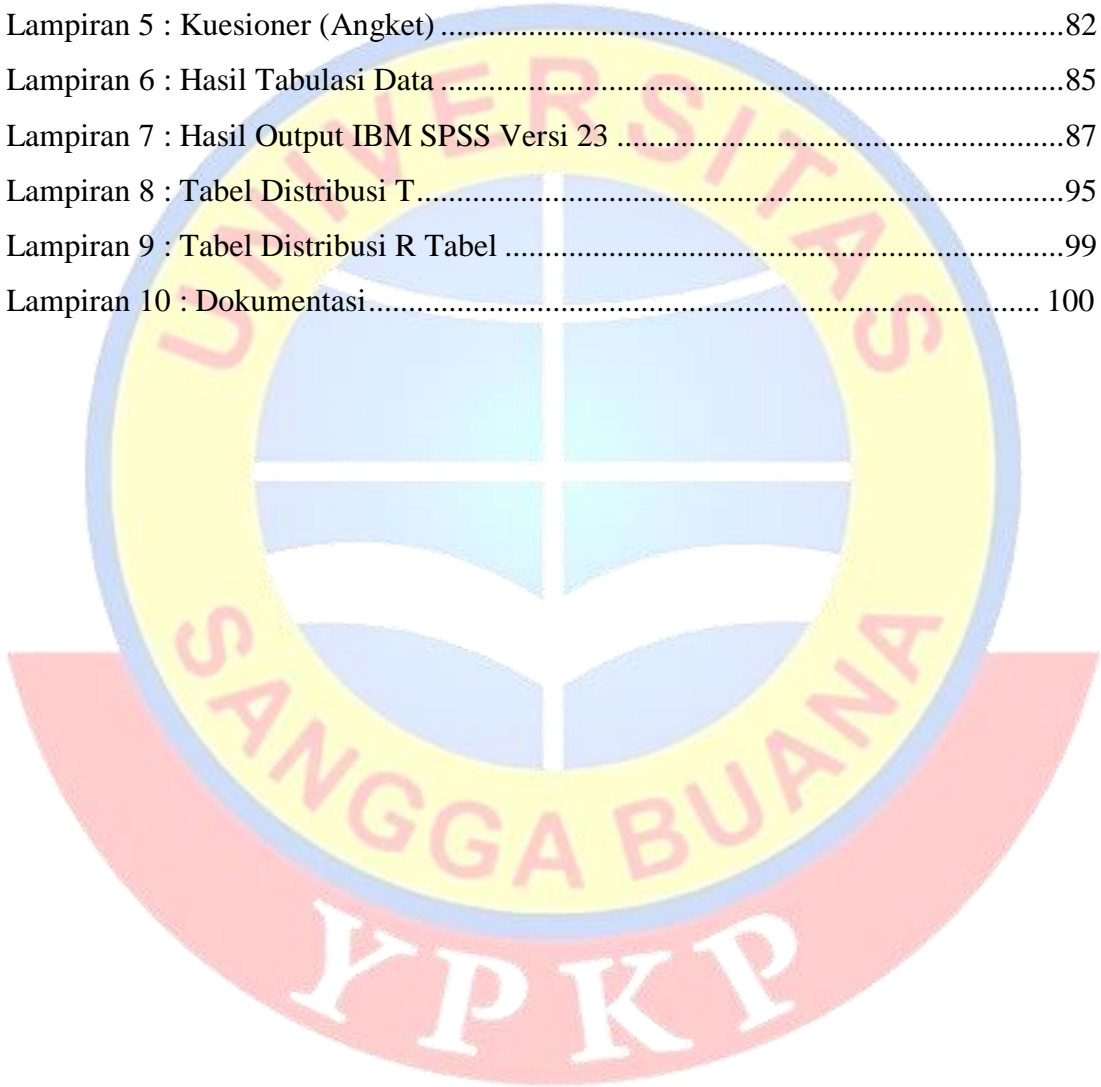 Lampiran 5 : Kuesioner (Angket) ..............................................................................82
Lampiran 6 : Hasil Tabulasi Data ..............................................................................85
Lampiran 7 : Hasil Output IBM SPSS Versi 23 ........................................................87
Lampiran 8 : Tabel Distribusi T.................................................................................95
Lampiran 9 : Tabel Distribusi R Tabel ......................................................................99
Lampiran 10 : Dokumentasi.................................................................................... 100
UNIVERSITAS
SANGGA BUANA
YPKP